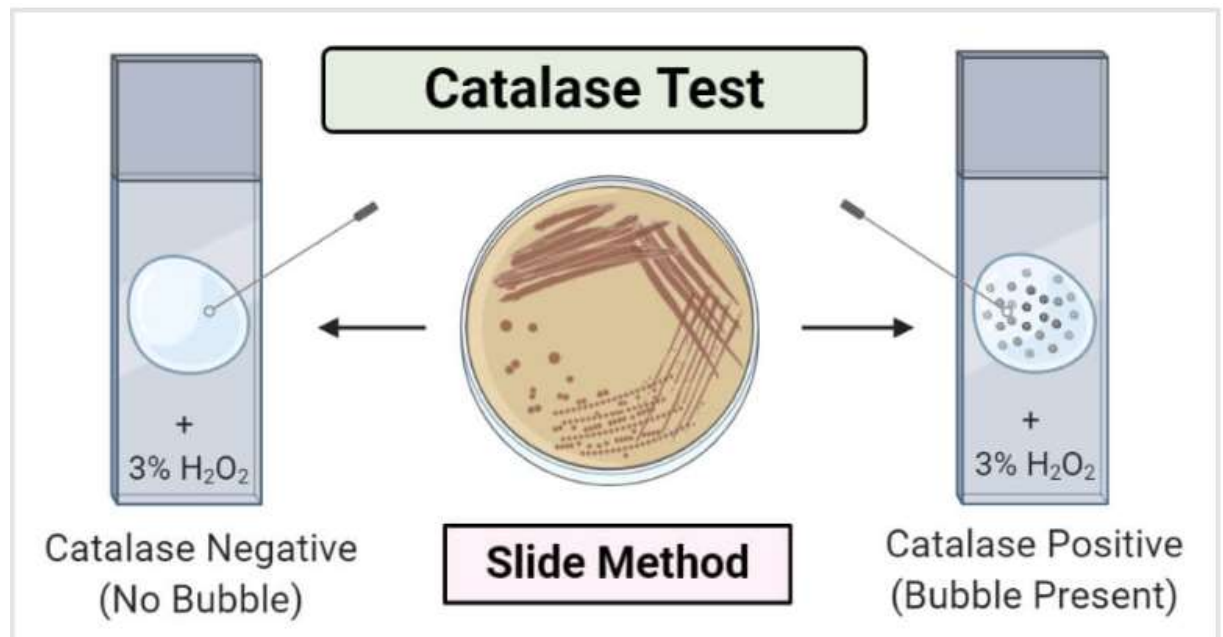 Catalase Test
+
3% H₂O₂
Catalase Negative
(No Bubble)
Slide Method
+
3% H₂O₂
Catalase Positive
(Bubble Present)